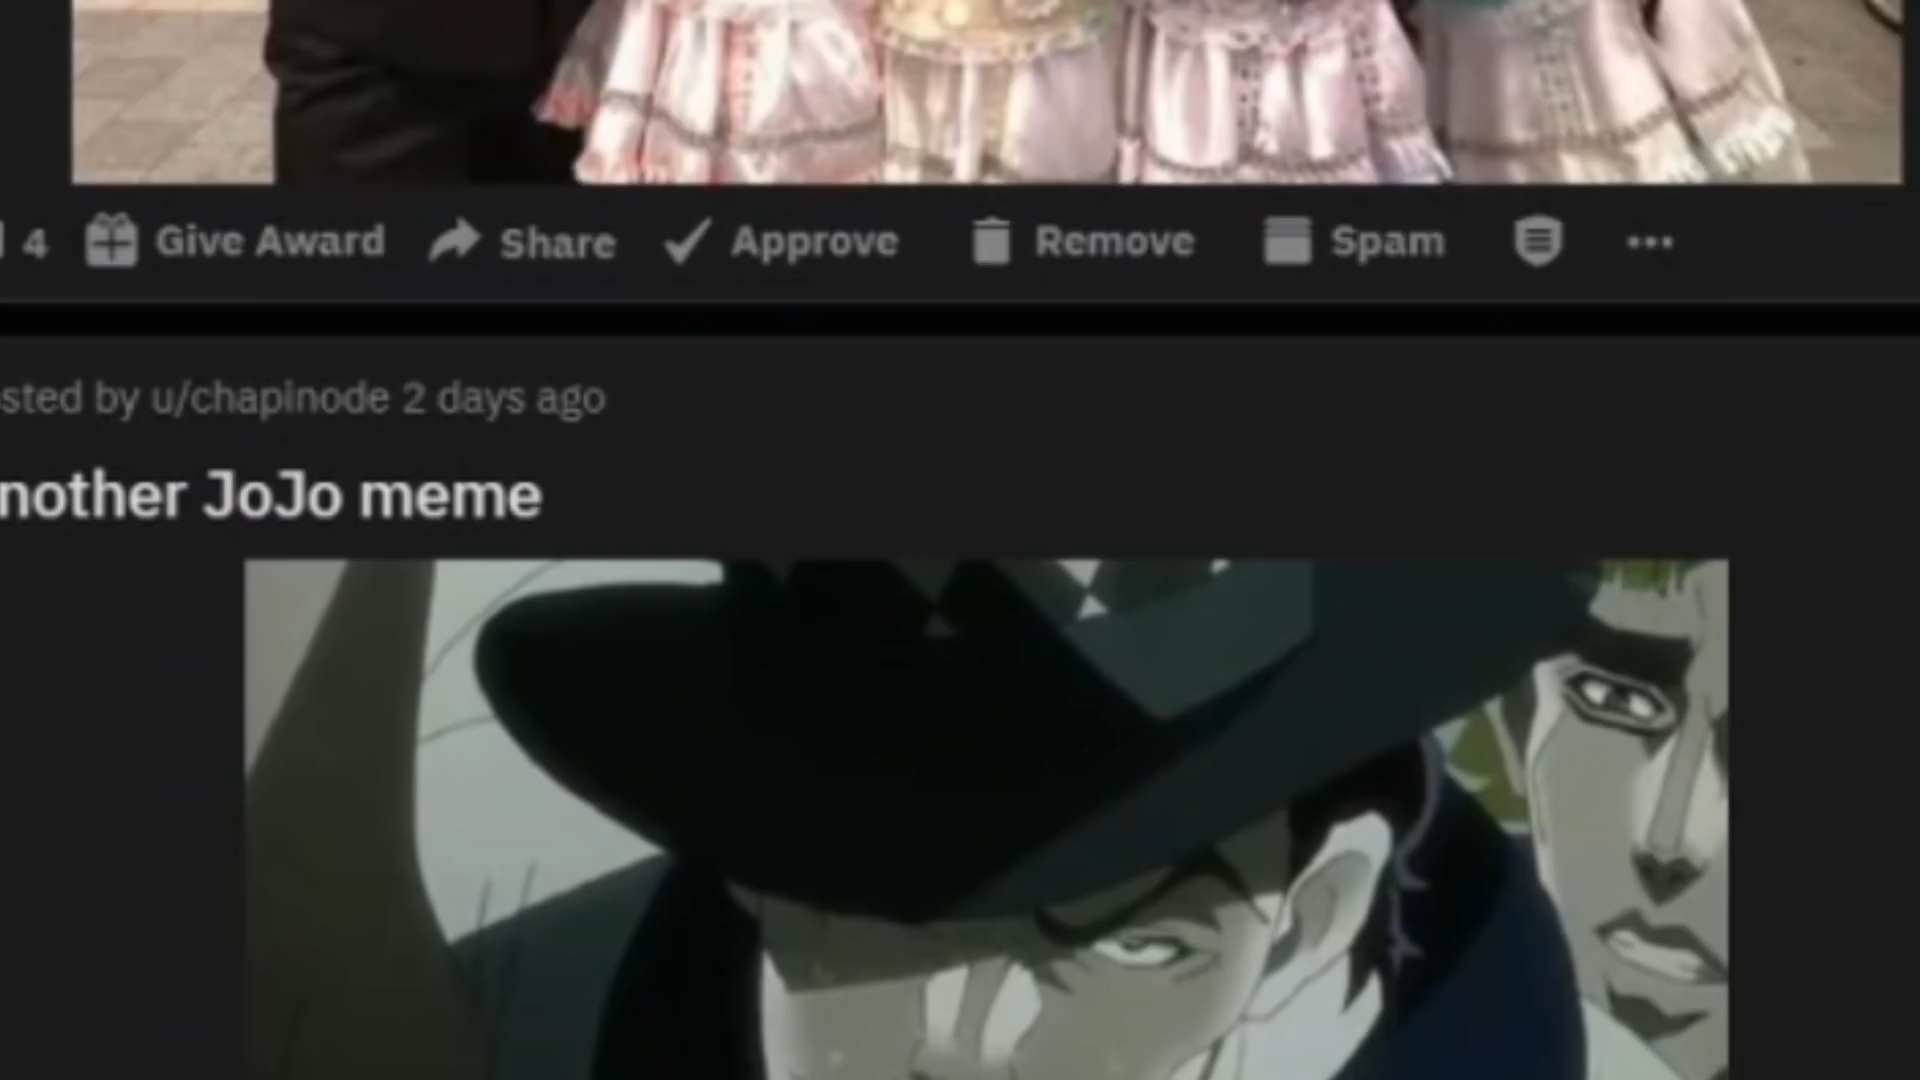 4 Give Award Share Approve Remove Spam
sted by u/chapinode 2 days ago
nother JoJo meme